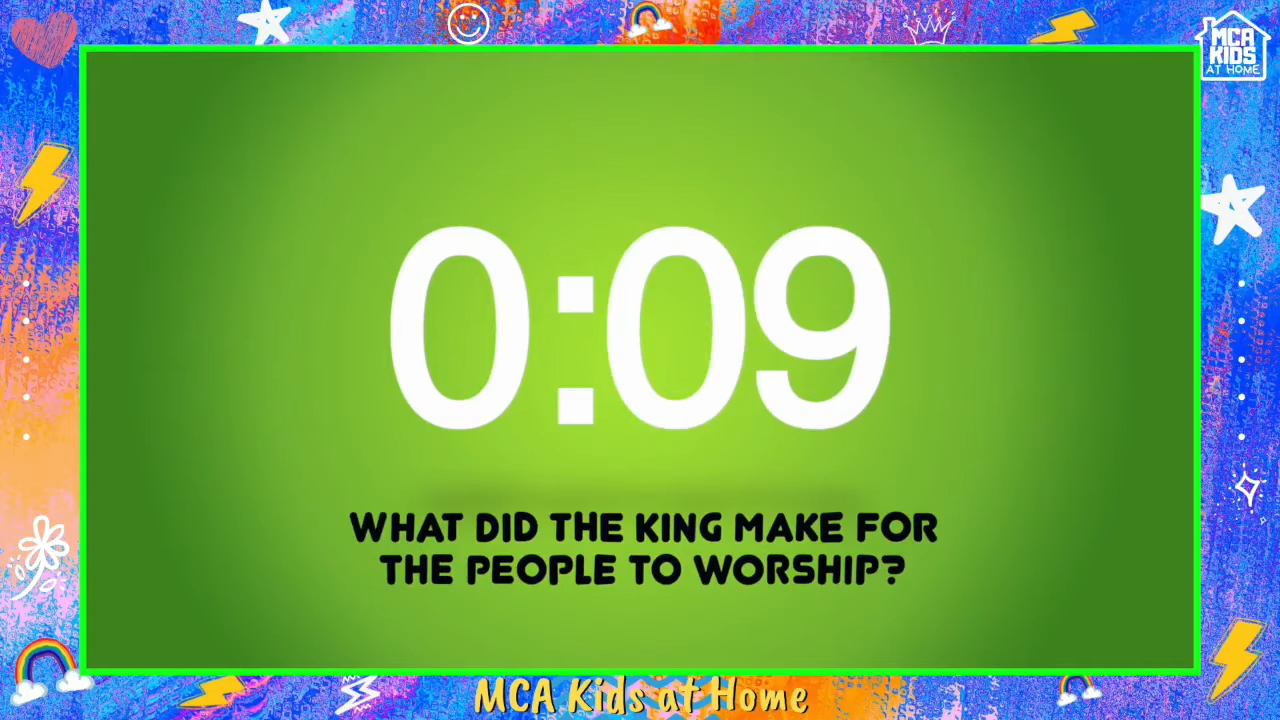 MCA
KIDS
AT HOME
0:09
WHAT DID THE KING MAKE FOR
THE PEOPLE TO WORSHIP?
MCA Kids at Home